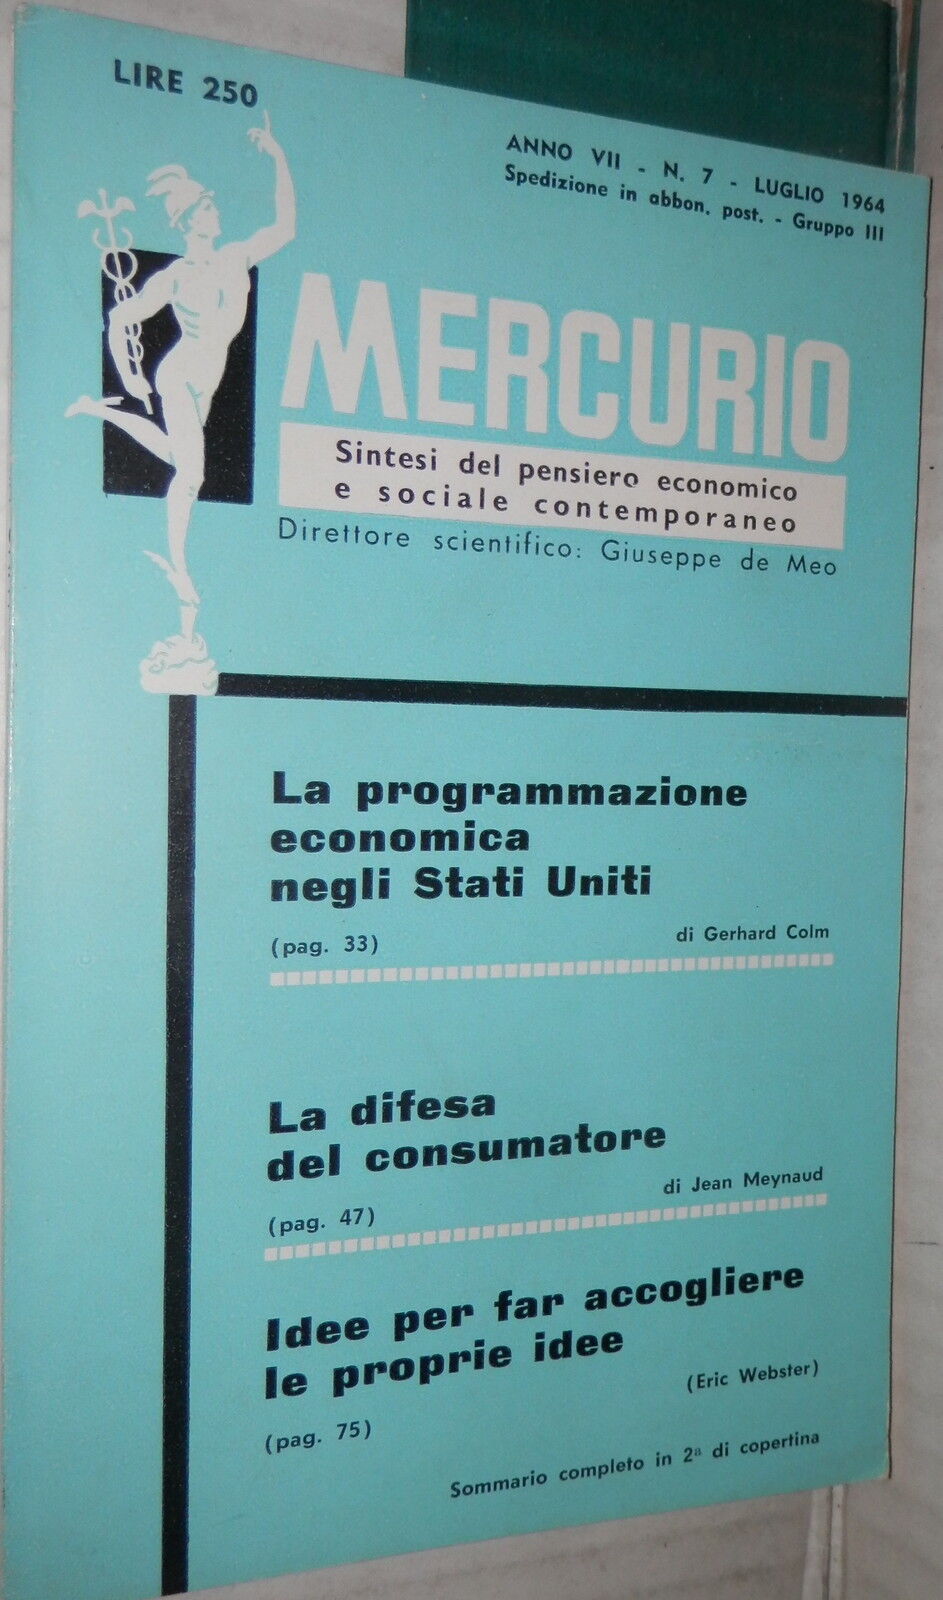 LIRE 250
ANNO VII - N. 7 - LUGLIO 1964
Spedizione in abbon. post. - Gruppo III
MERCURIO
Sintesi del pensiero economico
e sociale contemporaneo
Direttore scientifico: Giuseppe de Meo
La programmazione
economica
negli Stati Uniti
(pag. 33)
di Gerhard Colm
La difesa
del consumatore
di Jean Meynaud
(pag. 47)
Idee per far accogliere
le proprie idee
(Eric Webster)
(pag. 75)
Sommario completo in 2ª di copertina